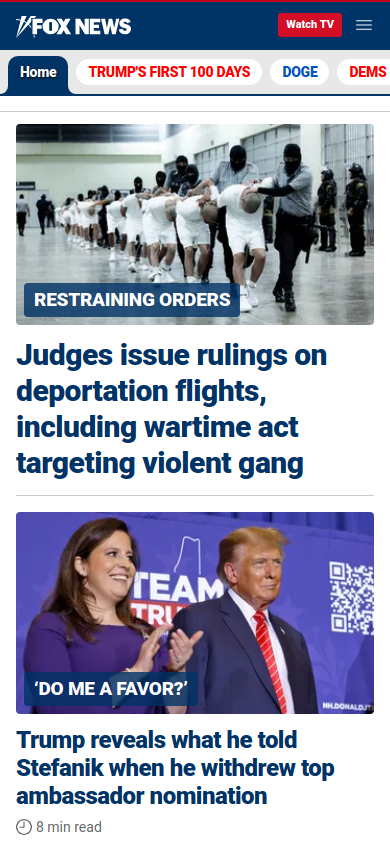 FOX NEWS
Watch TV
Home
TRUMP'S FIRST 100 DAYS
DOGE
DEMS
RESTRAINING ORDERS
Judges issue rulings on
deportation flights,
including wartime act
targeting violent gang
TEAM
TRU
NH.DONALDJT
‘DO ME A FAVOR?’
Trump reveals what he told
Stefanik when he withdrew top
ambassador nomination
8 min read